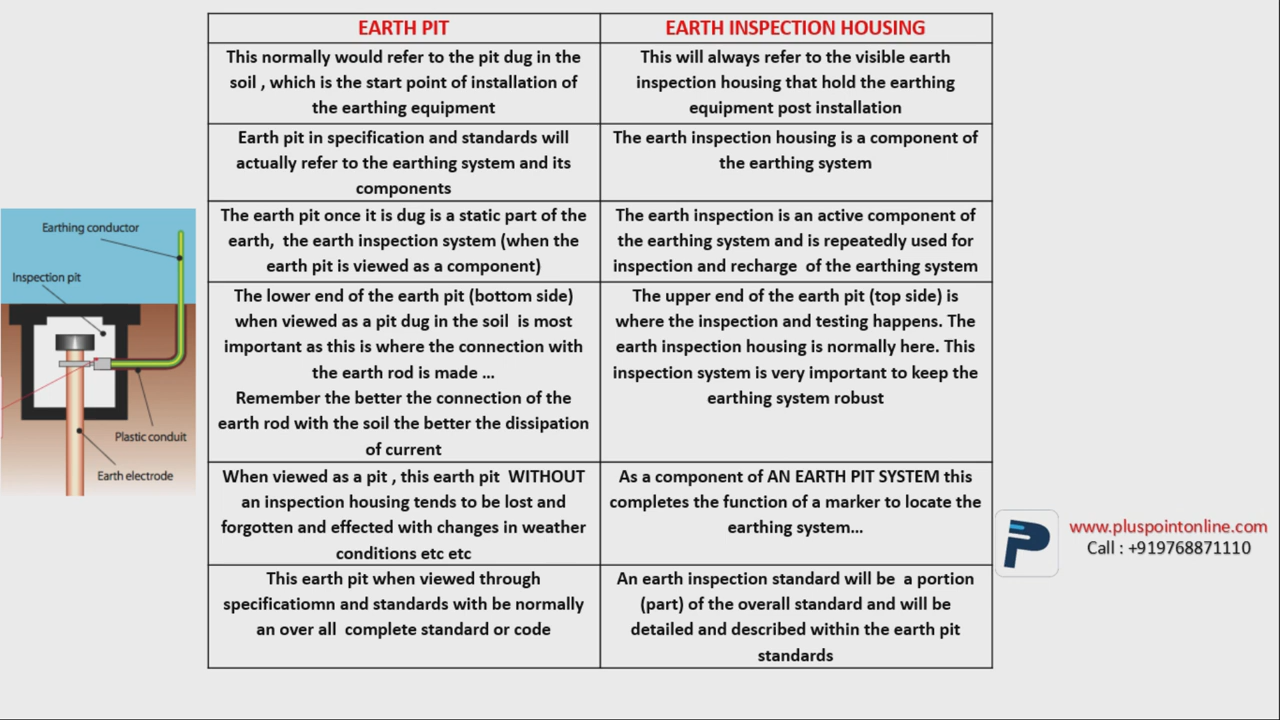 EARTH PIT
EARTH INSPECTION HOUSING
This normally would refer to the pit dug in the
soil , which is the start point of installation of
the earthing equipment
This will always refer to the visible earth
inspection housing that hold the earthing
equipment post installation
Earth pit in specification and standards will
actually refer to the earthing system and its
components
The earth inspection housing is a component of
the earthing system
The earth pit once it is dug is a static part of the
earth, the earth inspection system (when the
earth pit is viewed as a component)
The earth inspection is an active component of
the earthing system and is repeatedly used for
inspection and recharge of the earthing system
The lower end of the earth pit (bottom side)
when viewed as a pit dug in the soil is most
important as this is where the connection with
the earth rod is made ...
Remember the better the connection of the
earth rod with the soil the better the dissipation
of current
The upper end of the earth pit (top side) is
where the inspection and testing happens. The
earth inspection housing is normally here. This
inspection system is very important to keep the
earthing system robust
When viewed as a pit , this earth pit WITHOUT
an inspection housing tends to be lost and
forgotten and effected with changes in weather
conditions etc etc
As a component of AN EARTH PIT SYSTEM this
completes the function of a marker to locate the
earthing system...
This earth pit when viewed through
specificatiomn and standards with be normally
an over all complete standard or code
An earth inspection standard will be a portion
(part) of the overall standard and will be
detailed and described within the earth pit
standards
Earthing conductor
Inspection pit
Plastic conduit
Earth electrode
www.pluspointonline.com
Call : +919768871110